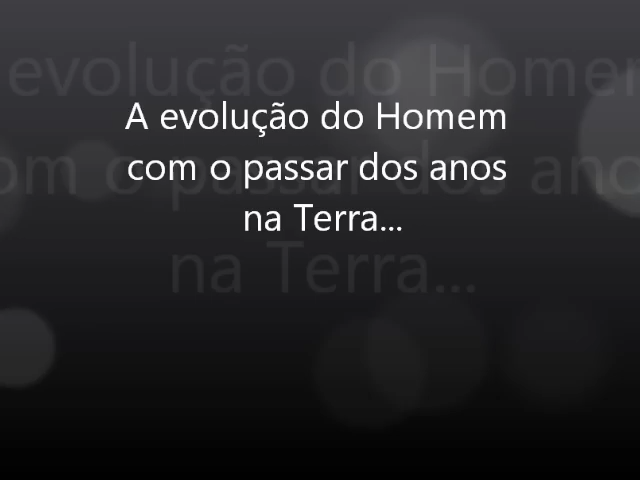 A evolução do Homem
com o passar dos anos
na Terra...